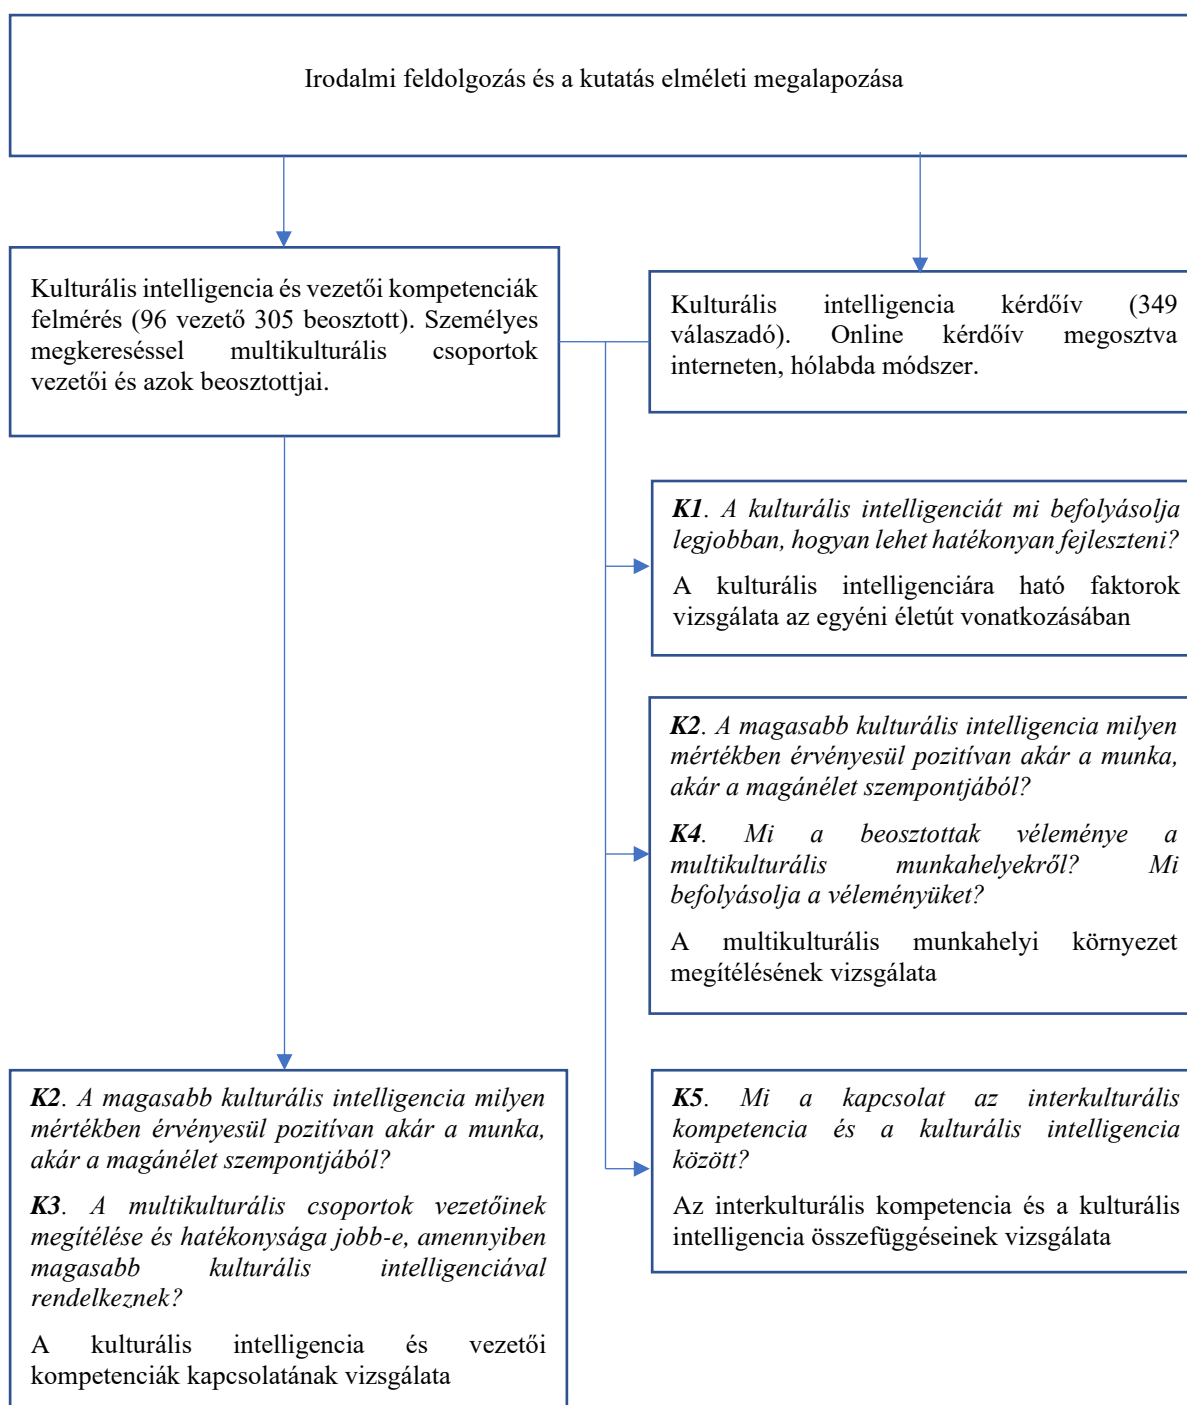 Irodalmi feldolgozás és a kutatás elméleti megalapozása
Kulturális intelligencia és vezetői kompetenciák
felmérés (96 vezető 305 beosztott). Személyes
megkereséssel multikulturális csoportok
vezetői és azok beosztottjai.
Kulturális intelligencia kérdőív (349
válaszadó). Online kérdőív megosztva
interneten, hólabda módszer.
K1. A kulturális intelligenciát mi befolyásolja
legjobban, hogyan lehet hatékonyan fejleszteni?
A kulturális intelligenciára ható faktorok
vizsgálata az egyéni életút vonatkozásában
K2. A magasabb kulturális intelligencia milyen
mértékben érvényesül pozitívan akár a munka,
akár a magánélet szempontjából?
K4. Mi a beosztottak véleménye a
multikulturális munkahelyekről? Mi
befolyásolja a véleményüket?
A multikulturális munkahelyi környezet
megítélésének vizsgálata
K2. A magasabb kulturális intelligencia milyen
mértékben érvényesül pozitívan akár a munka,
akár a magánélet szempontjából?
K3. A multikulturális csoportok vezetőinek
megítélése és hatékonysága jobb-e, amennyiben
magasabb kulturális intelligenciával
rendelkeznek?
A kulturális intelligencia és vezetői
kompetenciák kapcsolatának vizsgálata
K5. Mi a kapcsolat az interkulturális
kompetencia és a kulturális intelligencia
között?
Az interkulturális kompetencia és a kulturális
intelligencia összefüggéseinek vizsgálata